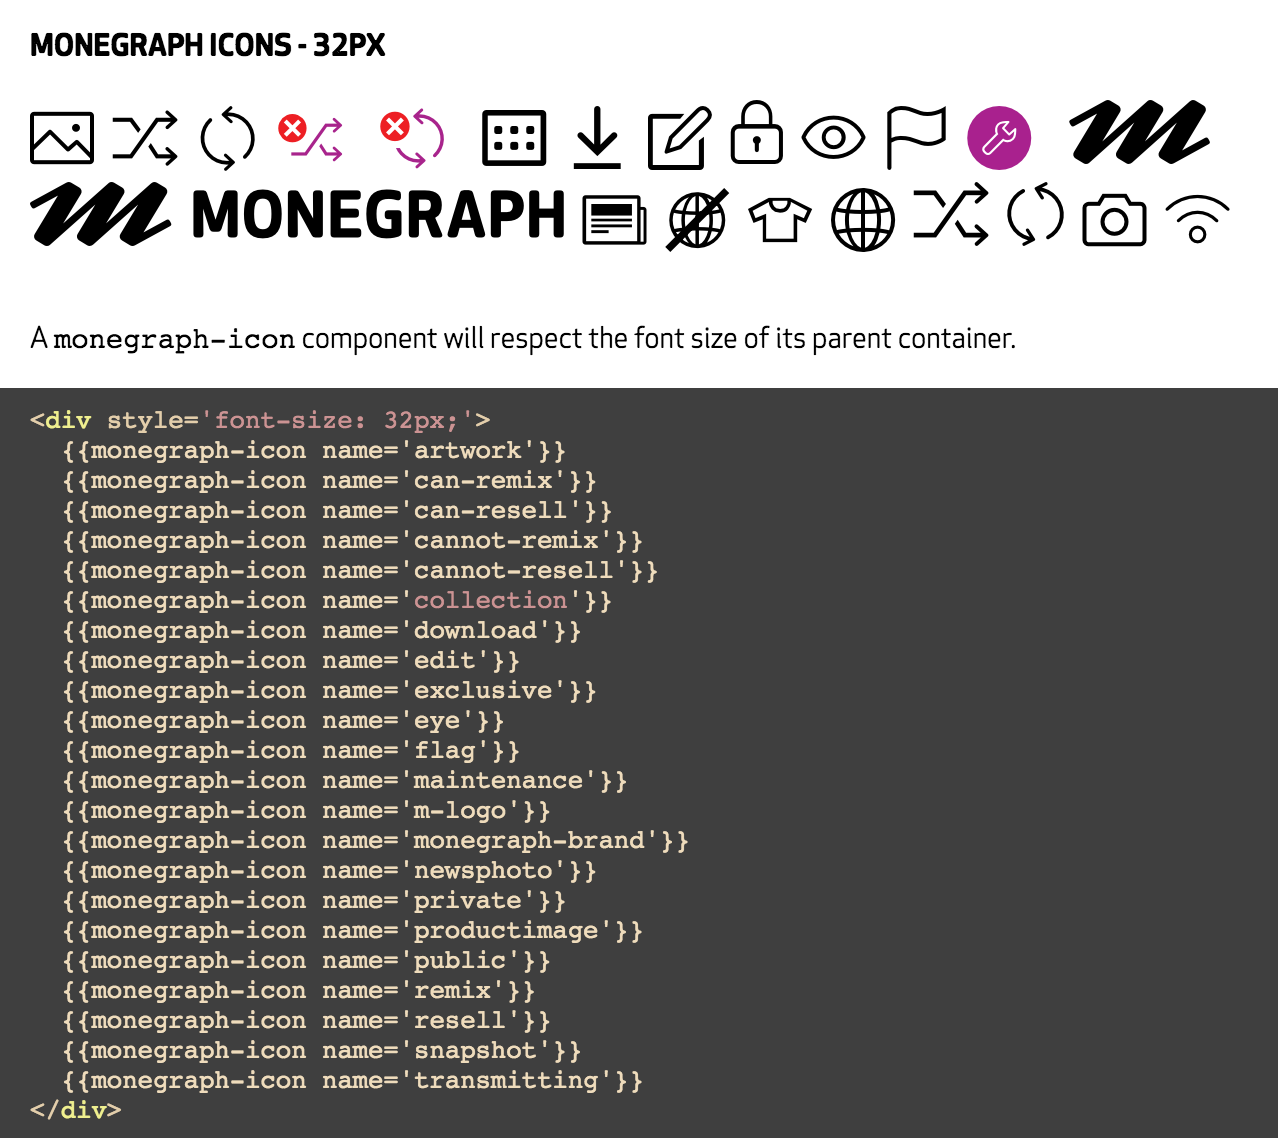 MONEGRAPH ICONS - 32PX
MONEGRAPH
A monegraph-icon component will respect the font size of its parent container.
<div style='font-size: 32px;'>
  {{monegraph-icon name='artwork'}}
  {{monegraph-icon name='can-remix'}}
  {{monegraph-icon name='can-resell'}}
  {{monegraph-icon name='cannot-remix'}}
  {{monegraph-icon name='cannot-resell'}}
  {{monegraph-icon name='collection'}}
  {{monegraph-icon name='download'}}
  {{monegraph-icon name='edit'}}
  {{monegraph-icon name='exclusive'}}
  {{monegraph-icon name='eye'}}
  {{monegraph-icon name='flag'}}
  {{monegraph-icon name='maintenance'}}
  {{monegraph-icon name='m-logo'}}
  {{monegraph-icon name='monegraph-brand'}}
  {{monegraph-icon name='newsphoto'}}
  {{monegraph-icon name='private'}}
  {{monegraph-icon name='productimage'}}
  {{monegraph-icon name='public'}}
  {{monegraph-icon name='remix'}}
  {{monegraph-icon name='resell'}}
  {{monegraph-icon name='snapshot'}}
  {{monegraph-icon name='transmitting'}}
</div>